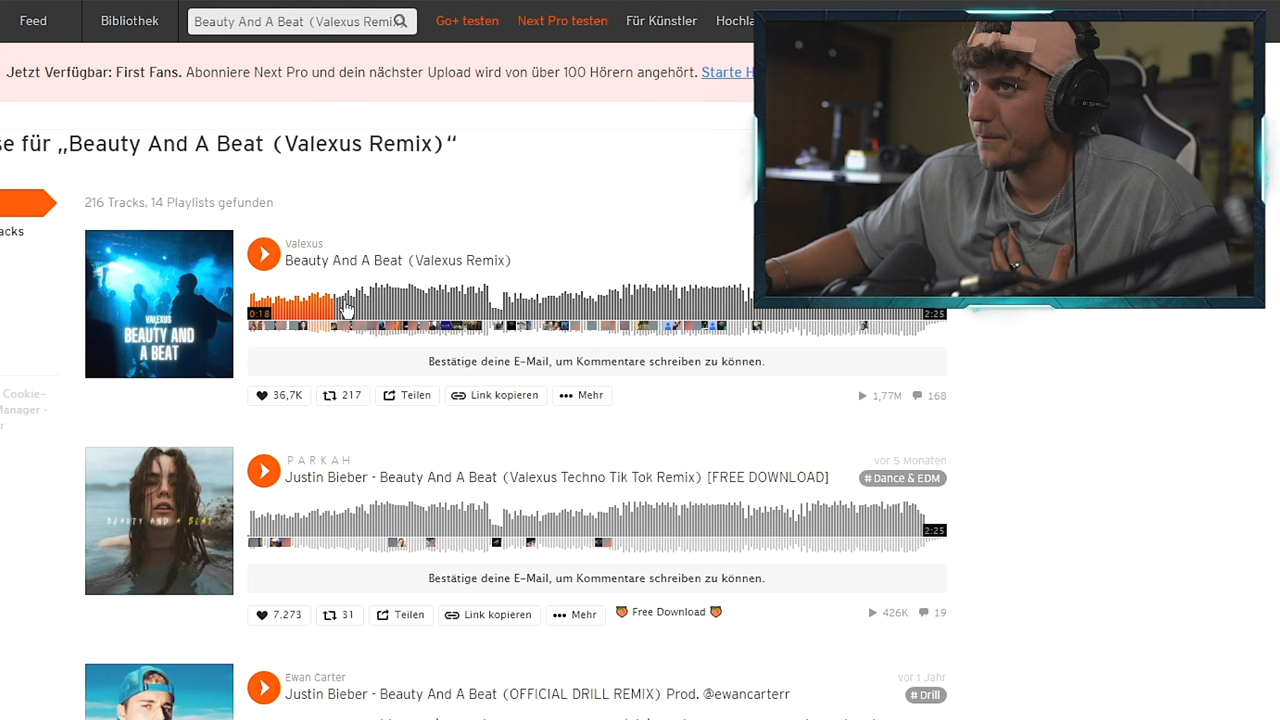 Feed
Bibliothek
Beauty And A Beat (Valexus Remi
Go+ testen
Next Pro testen
Für Künstler
Hochla
Jetzt Verfügbar: First Fans. Abonniere Next Pro und dein nächster Upload wird von über 100 Hörern angehört. Starte H
se für „Beauty And A Beat (Valexus Remix)“
216 Tracks, 14 Playlists gefunden
acks
Valexus
Beauty And A Beat (Valexus Remix)
0:18
2:25
VALEXUS
BEAUTY AND
A BEAT
Bestätige deine E-Mail, um Kommentare schreiben zu können.
36,7K
217
Teilen
Link kopieren
Mehr
1,77M
168
Cookie-
Manager -
r
P A R K A H
vor 5 Monaten
Justin Bieber - Beauty And A Beat (Valexus Techno Tik Tok Remix) [FREE DOWNLOAD]
# Dance & EDM
BEAUTY AND A BEAT
2:25
Bestätige deine E-Mail, um Kommentare schreiben zu können.
7.273
31
Teilen
Link kopieren
Mehr
🍑 Free Download 🍑
426K
19
Ewan Carter
vor 1 Jahr
Justin Bieber - Beauty And A Beat (OFFICIAL DRILL REMIX) Prod. @ewancarterr
# Drill